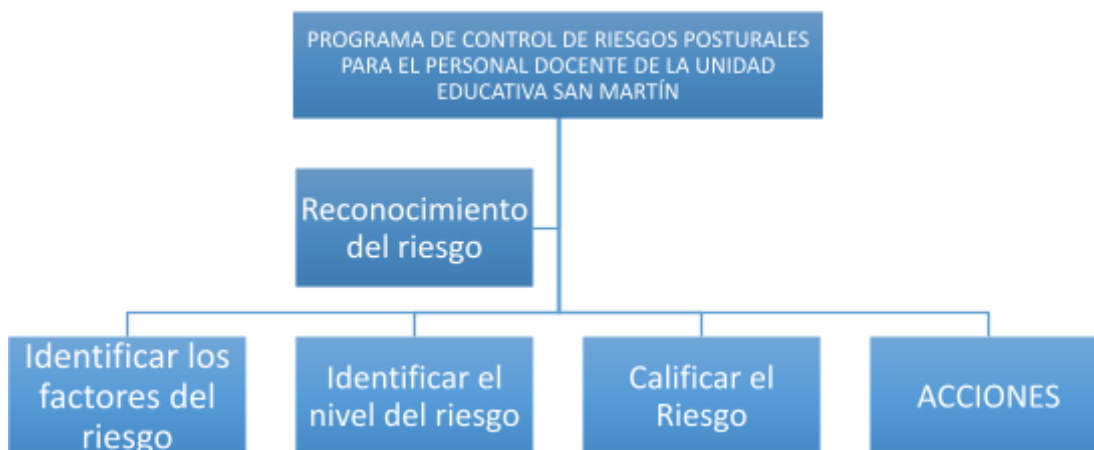 PROGRAMA DE CONTROL DE RIESGOS POSTURALES
PARA EL PERSONAL DOCENTE DE LA UNIDAD
EDUCATIVA SAN MARTÍN
Reconocimiento
del riesgo
Identificar los
factores del
riesgo
Identificar el
nivel del riesgo
Calificar el
Riesgo
ACCIONES